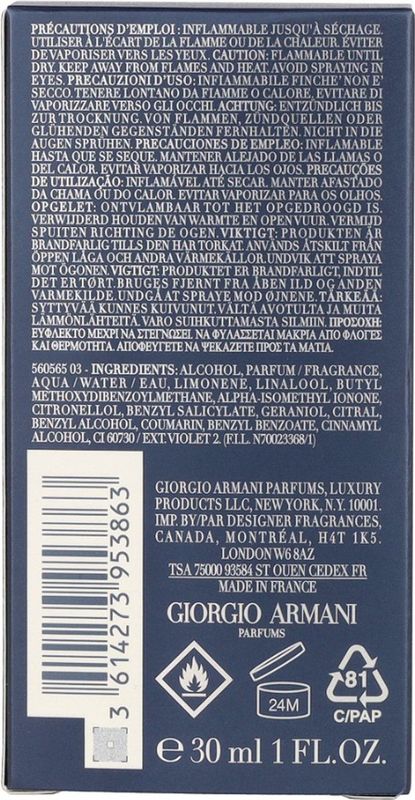 PRÉCAUTIONS D'EMPLOI : INFLAMMABLE JUSQU'À SÉCHAGE.
UTILISER À L'ÉCART DE LA FLAMME OU DE LA CHALEUR. ÉVITER
DE VAPORISER VERS LES YEUX. CAUTION: FLAMMABLE UNTIL
DRY. KEEP AWAY FROM FLAMES AND HEAT. AVOID SPRAYING IN
EYES. PRECAUZIONI D'USO: INFIAMMABILE FINCHE' NON E'
SECCO. TENERE LONTANO DA FIAMME O CALORE, EVITARE DI
VAPORIZZARE VERSO GLI OCCHI. ACHTUNG: ENTZÜNDLICH BIS
ZUR TROCKNUNG. VON FLAMMEN, ZÜNDQUELLEN ODER
GLÜHENDEN GEGENSTÄNDEN FERNHALTEN. NICHT IN DIE
AUGEN SPRÜHEN. PRECAUCIONES DE EMPLEO: INFLAMABLE
HASTA QUE SE SEQUE. MANTENER ALEJADO DE LAS LLAMAS O
DEL CALOR. EVITAR VAPORIZAR HACIA LOS OJOS. PRECAUÇÕES
DE UTILIZAÇÃO: INFLAMÁVEL ATÉ SECAR. MANTER AFASTADO
DA CHAMA OU DO CALOR. EVITAR VAPORIZAR PARA OS OLHOS.
OPGELET: ONTVLAMBAAR TOT HET OPGEDROOGD IS.
VERWIJDERD HOUDEN VAN WARMTE EN OPEN VUUR. VERMIJD
SPUITEN RICHTING DE OGEN. VIKTIGT: PRODUKTEN ÄR
BRANDFARLIG TILLS DEN HAR TORKAT. ANVÄNDS ÅTSKILT FRÅN
ÖPPEN LÅGA OCH ANDRA VÄRMEKÄLLOR. UNDVIK ATT SPRAYA
MOT ÖGONEN. VIGTIGT: PRODUKTET ER BRANDFARLIGT, INDTIL
DET ER TØRT. BRUGES FJERNT FRA ÅBEN ILD OG ANDEN
VARMEKILDE. UNDGÅ AT SPRAYE MOD ØJNENE. TÄRKEÄÄ:
SYTTYVÄÄ KUNNES KUIVUNUT. VÄLTÄ AVOTULTA JA MUITA
LÄMMÖNLÄHTEITÄ. VARO SUIHKUTTAMASTA SILMIIN. ΠΡΟΣΟΧΗ:
ΕΥΦΛΕΚΤΟ ΜΕΧΡΙ ΝΑ ΣΤΕΓΝΩΣΕΙ. ΝΑ ΦΥΛΑΣΣΕΤΑΙ ΜΑΚΡΙΑ ΑΠΟ ΦΛΟΓΕΣ
ΚΑΙ ΘΕΡΜΟΤΗΤΑ. ΑΠΟΦΕΥΓΕΤΕ ΝΑ ΨΕΚΑΖΕΤΕ ΠΡΟΣ ΤΑ ΜΑΤΙΑ.
560565 03 - INGREDIENTS: ALCOHOL, PARFUM / FRAGRANCE,
AQUA / WATER / EAU, LIMONENE, LINALOOL, BUTYL
METHOXYDIBENZOYLMETHANE, ALPHA-ISOMETHYL IONONE,
CITRONELLOL, BENZYL SALICYLATE, GERANIOL, CITRAL,
BENZYL ALCOHOL, COUMARIN, BENZYL BENZOATE, CINNAMYL
ALCOHOL, CI 60730 / EXT. VIOLET 2. (F.I.L. N70023368/1)
GIORGIO ARMANI PARFUMS, LUXURY
PRODUCTS LLC, NEW YORK, N.Y. 10001.
IMP. BY/PAR DESIGNER FRAGRANCES,
CANADA, MONTRÉAL, H4T 1K5.
LONDON W6 8AZ
TSA 75000 93584 ST OUEN CEDEX FR
MADE IN FRANCE
GIORGIO ARMANI
PARFUMS
3 614273 953863
24M
81
C/PAP
e 30 ml 1 FL.OZ.